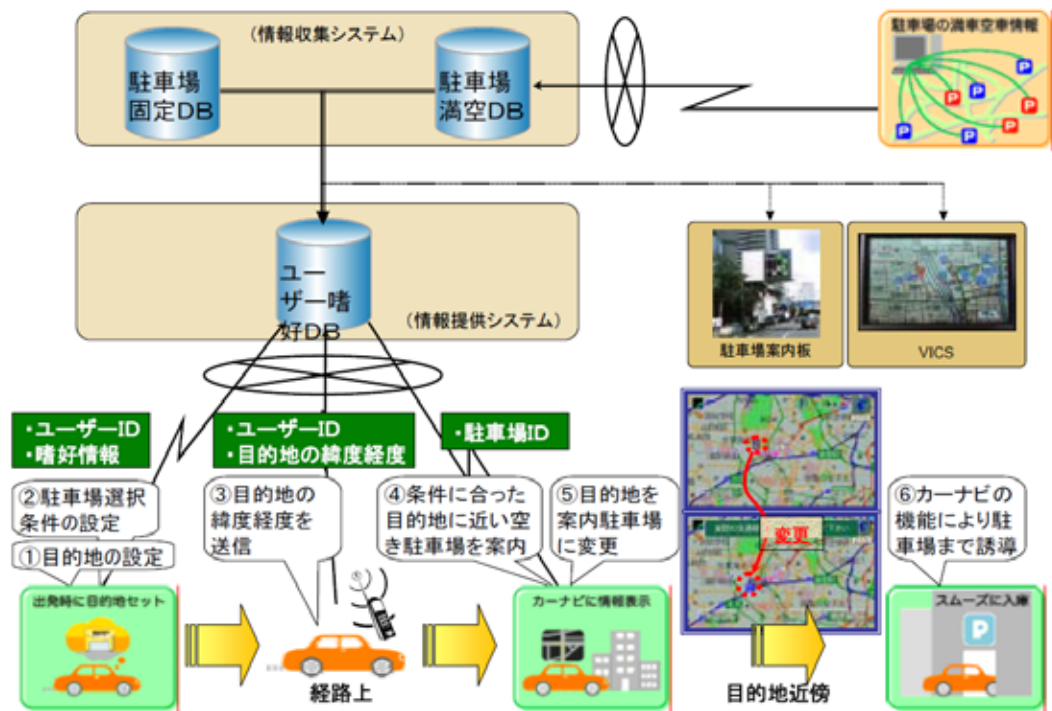 （情報収集システム）
駐車場
固定DB
駐車場
満空DB
駐車場の満車空車情報
P
P
P
P
P
P
P
ユー
ザー嗜
好DB
（情報提供システム）
駐車場案内板
VICS
・ユーザーID
・嗜好情報
・ユーザーID
・目的地の緯度経度
・駐車場ID
②駐車場選択
条件の設定
①目的地の設定
③目的地の
緯度経度を
送信
④条件に合った
目的地に近い空
き駐車場を案内
⑤目的地を
案内駐車場
に変更
変更
⑥カーナビの
機能により駐
車場まで誘導
出発時に目的地セット
経路上
カーナビに情報表示
目的地近傍
スムーズに入庫
P